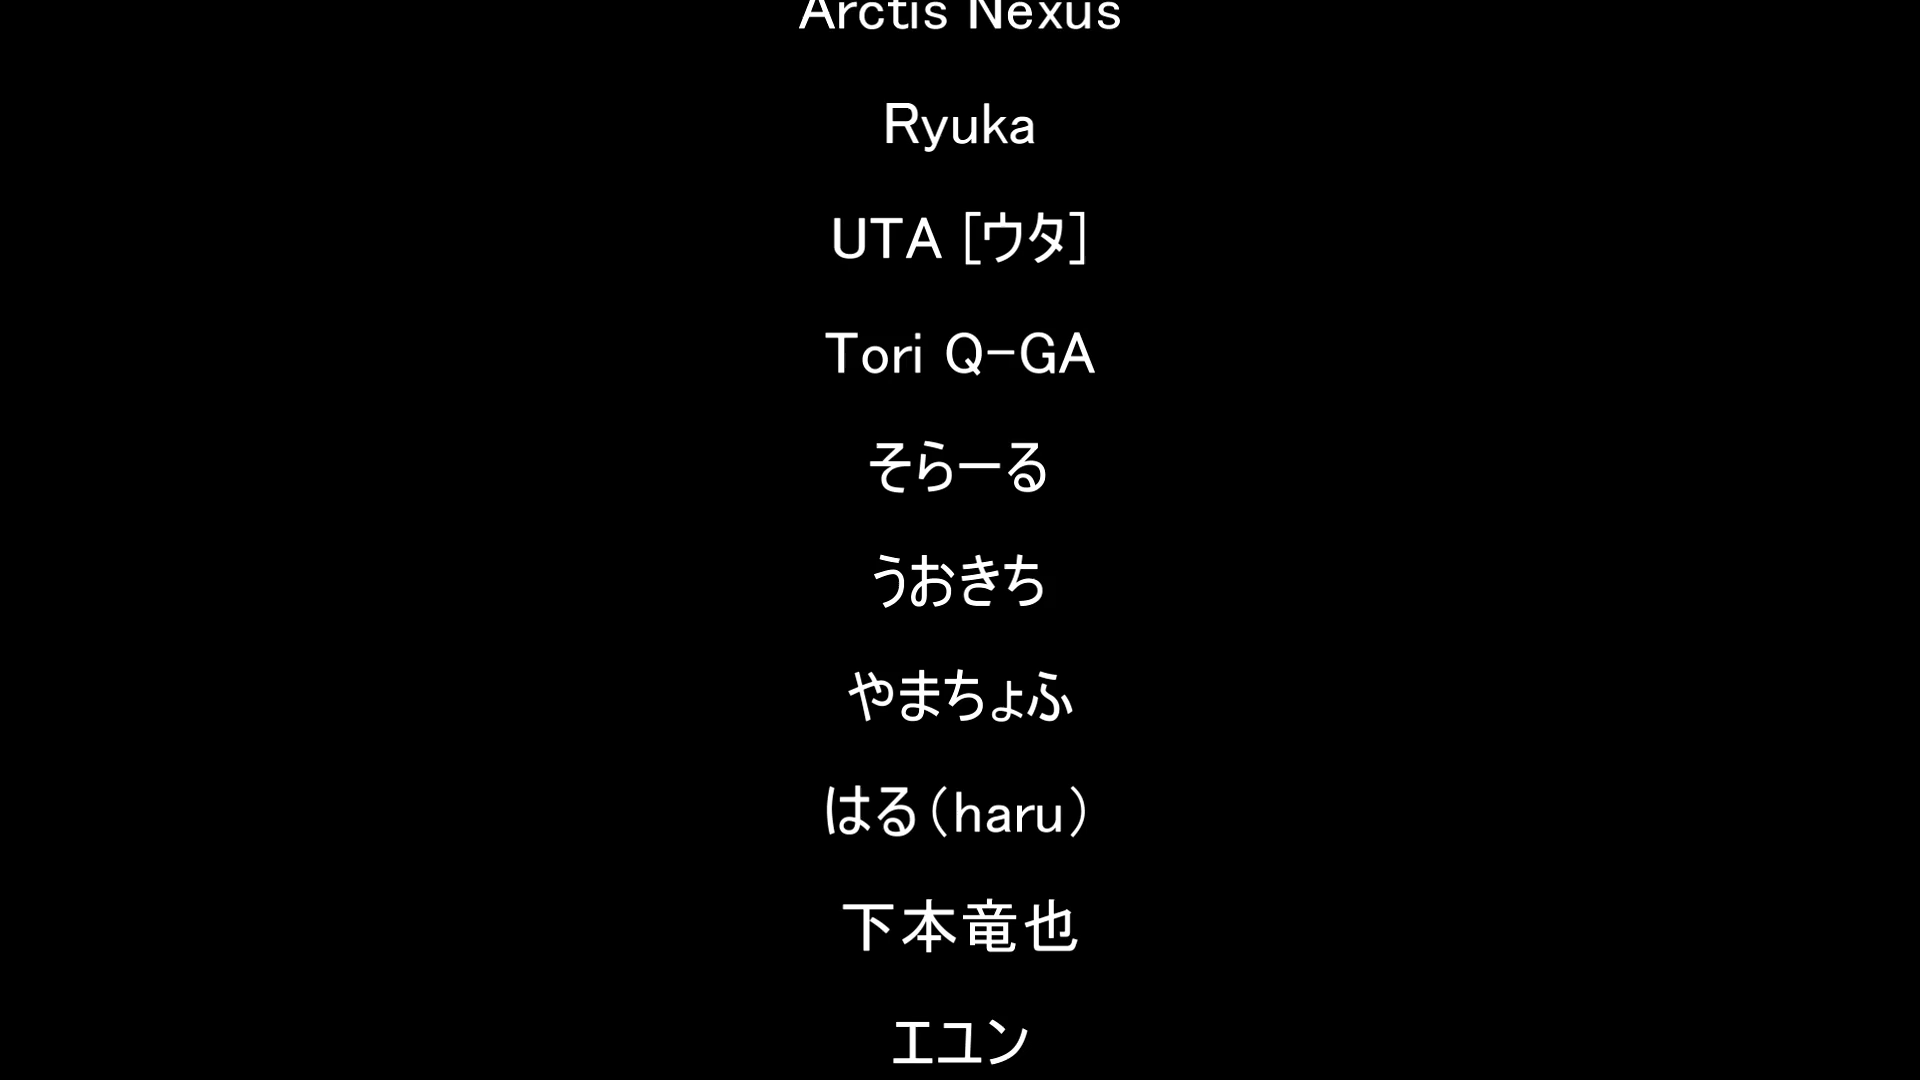 Arctis Nexus
Ryuka
UTA [ウタ]
Tori Q-GA
そらーる
うおきち
やまちょふ
はる（haru）
下本竜也
エユン